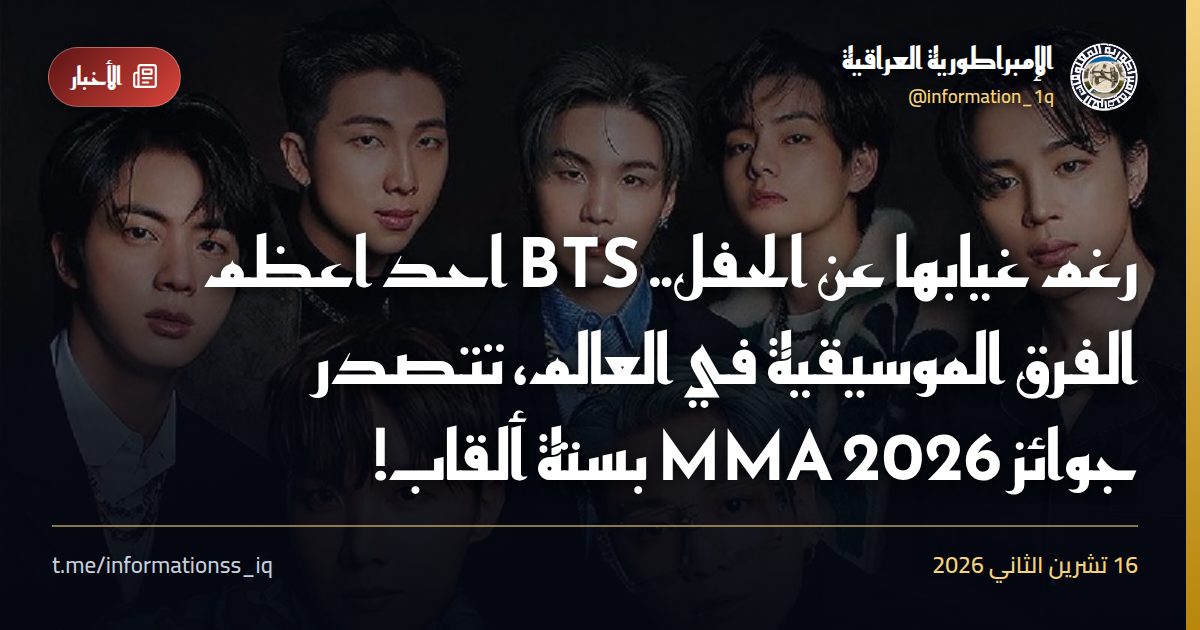 الإمبراطورية العراقية
@information_1q
الأخبار
رغم غيابها عن الحفل.. BTS احد اعظم
الفرق الموسيقية في العالم، تتصدر
جوائز MMA 2026 بستة ألقاب!
16 تشرين الثاني 2026
t.me/informationss_iq